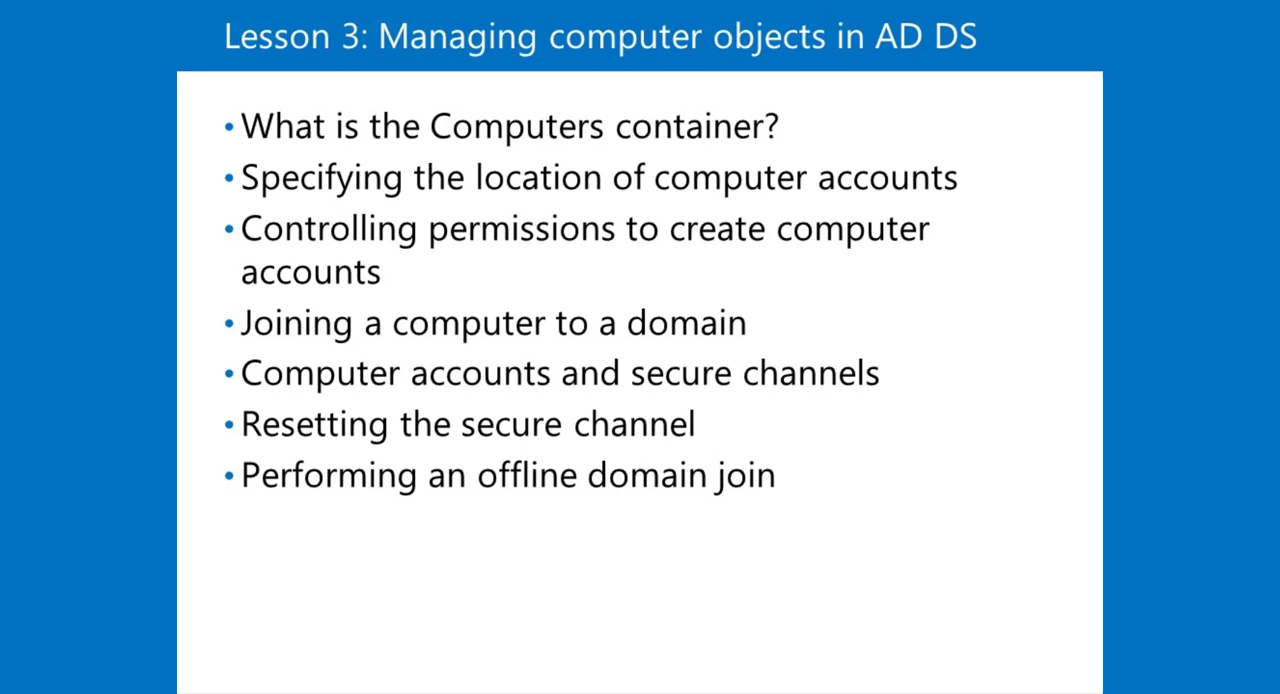 Lesson 3: Managing computer objects in AD DS
• What is the Computers container?
• Specifying the location of computer accounts
• Controlling permissions to create computer
accounts
• Joining a computer to a domain
• Computer accounts and secure channels
• Resetting the secure channel
• Performing an offline domain join